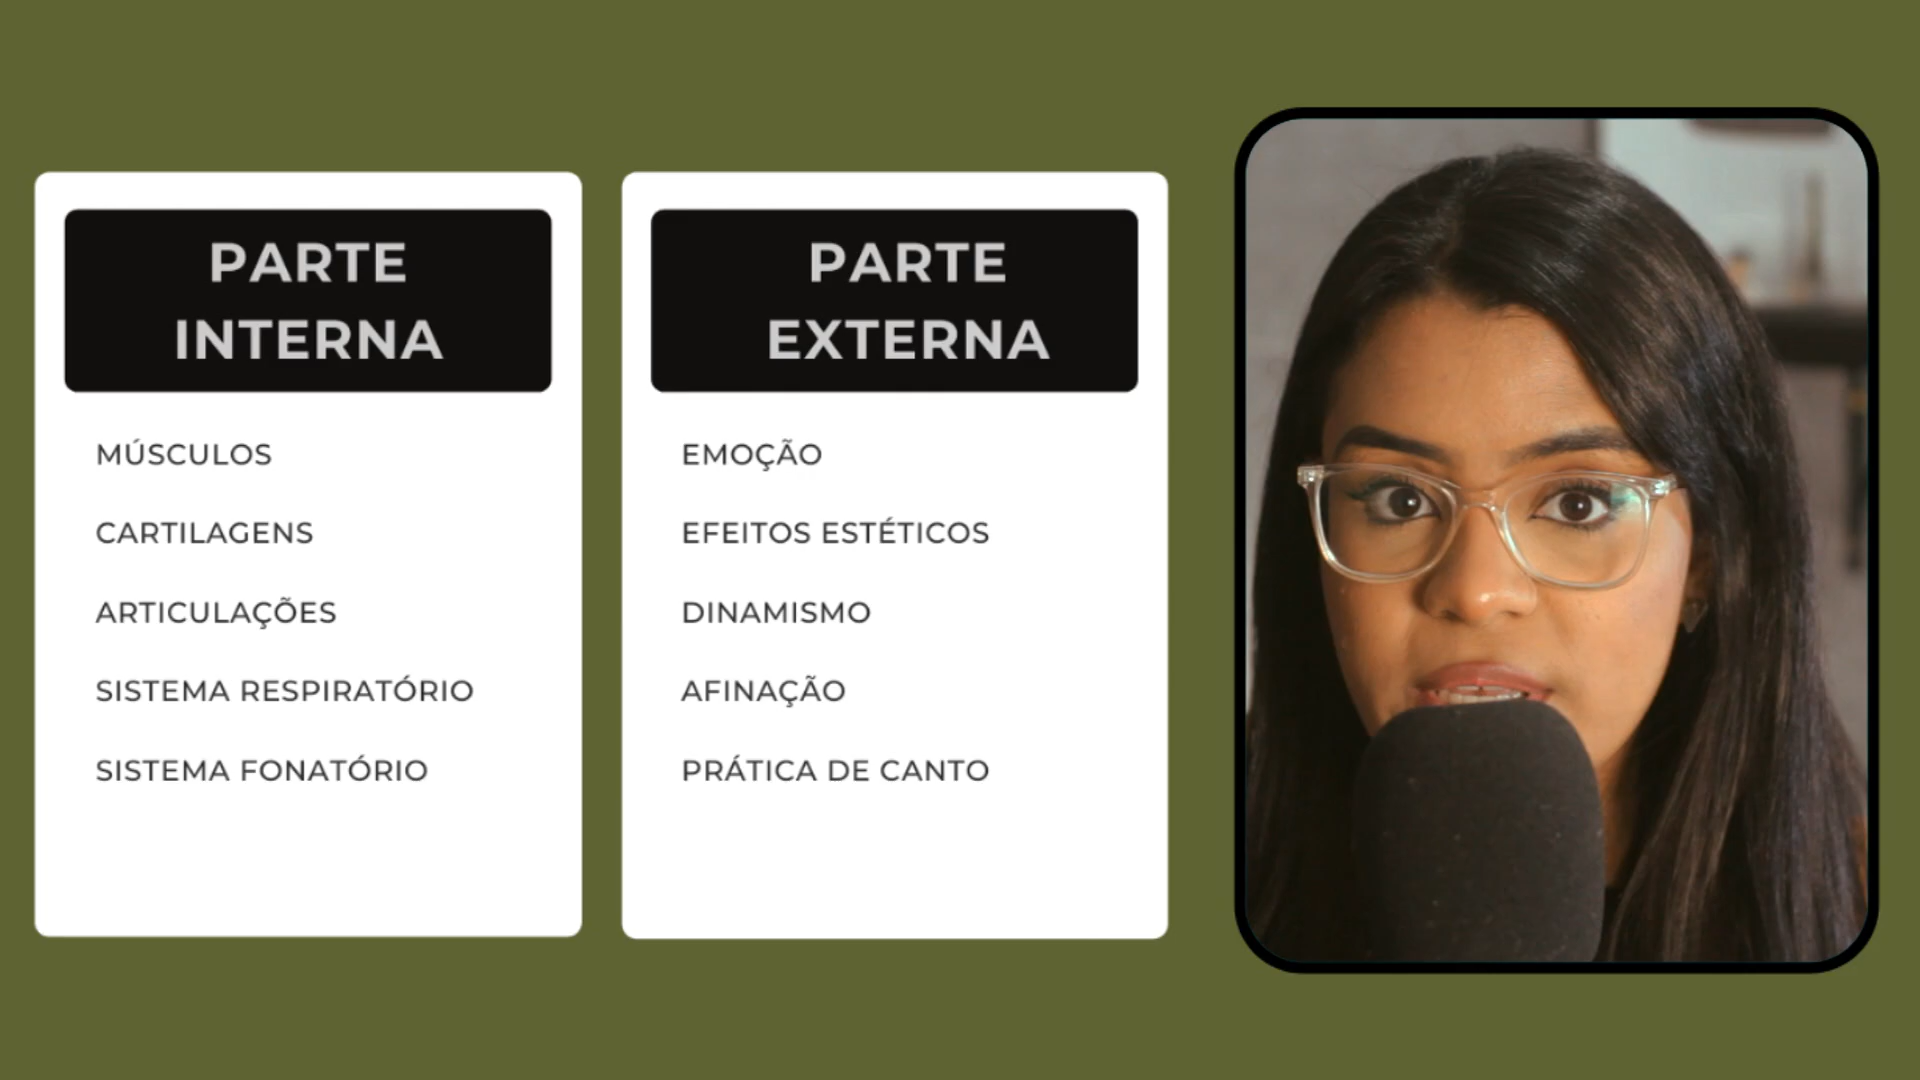 PARTE
INTERNA
MÚSCULOS
CARTILAGENS
ARTICULAÇÕES
SISTEMA RESPIRATÓRIO
SISTEMA FONATÓRIO
PARTE
EXTERNA
EMOÇÃO
EFEITOS ESTÉTICOS
DINAMISMO
AFINAÇÃO
PRÁTICA DE CANTO